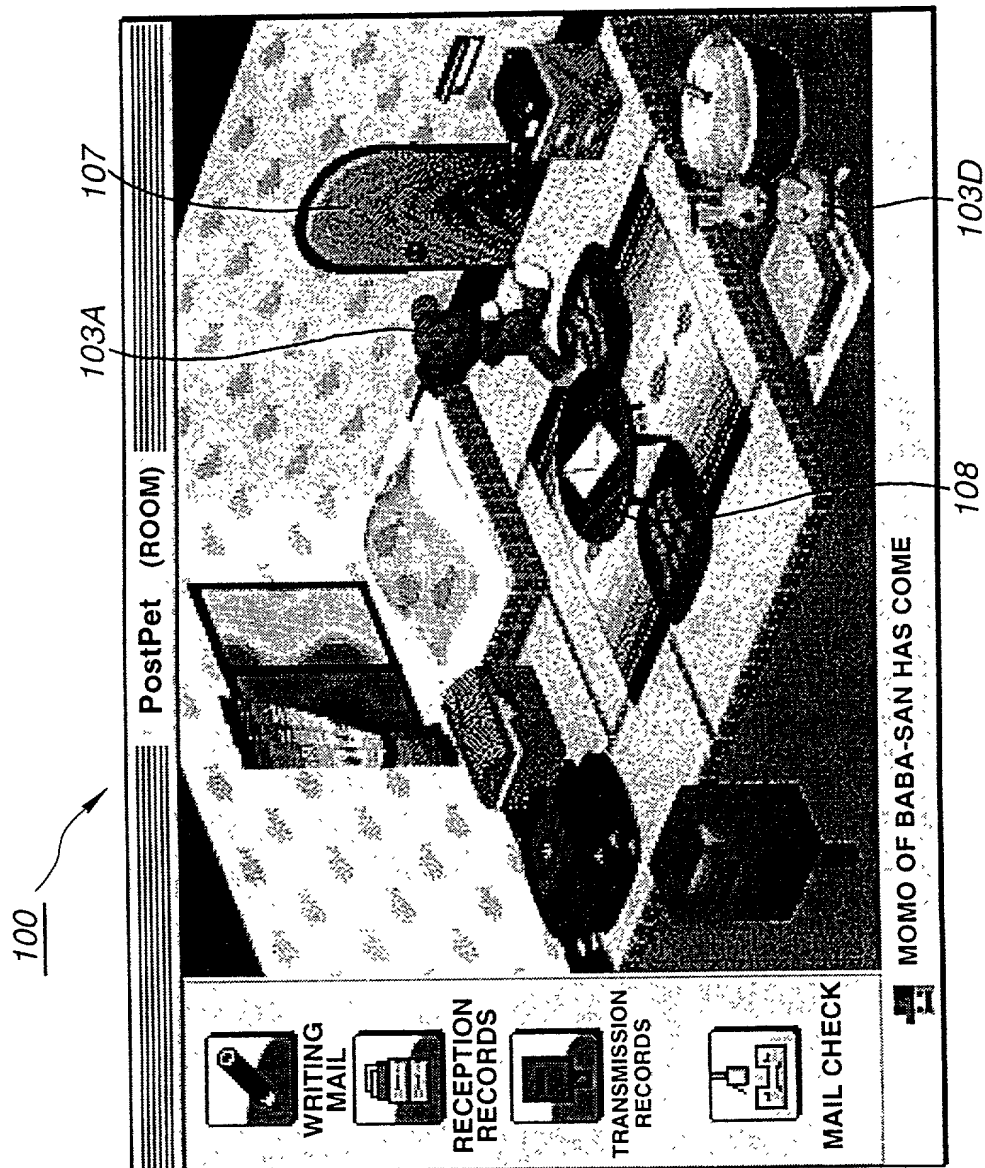 100
PostPet (ROOM)
WRITING
MAIL
RECEPTION
RECORDS
TRANSMISSION
RECORDS
MAIL CHECK
103A
107
108
103D
MOMO OF BABA-SAN HAS COME